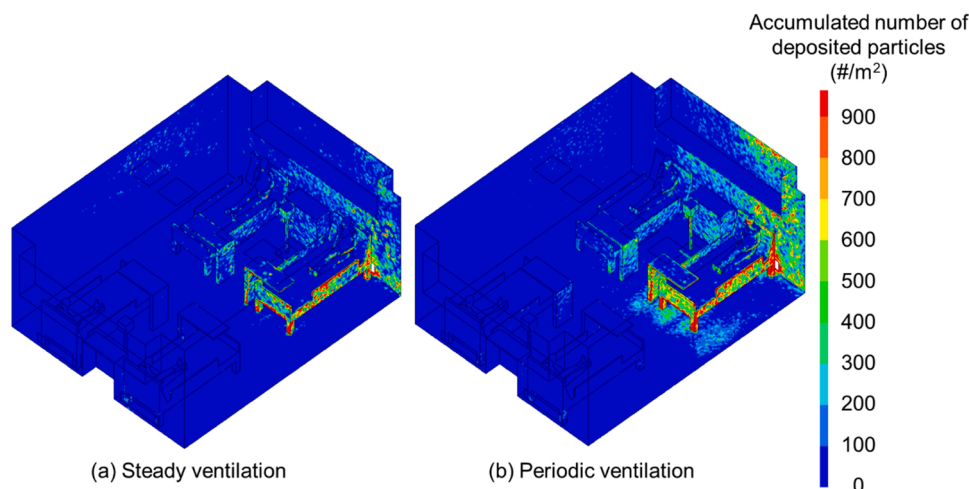 Accumulated number of
deposited particles
(#/m²)
900
800
700
600
500
400
300
200
100
0
(a) Steady ventilation
(b) Periodic ventilation